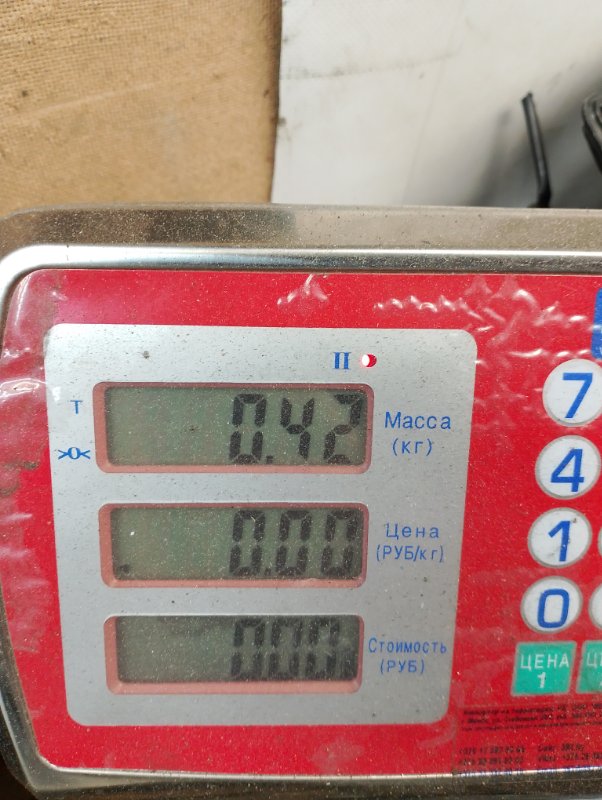 II
T
0.42
Масса
(кг)
>0<
7
4
0.00
Цена
(РУБ/кг)
1
0
000
Стоимость
(РУБ)
ЦЕНА
1